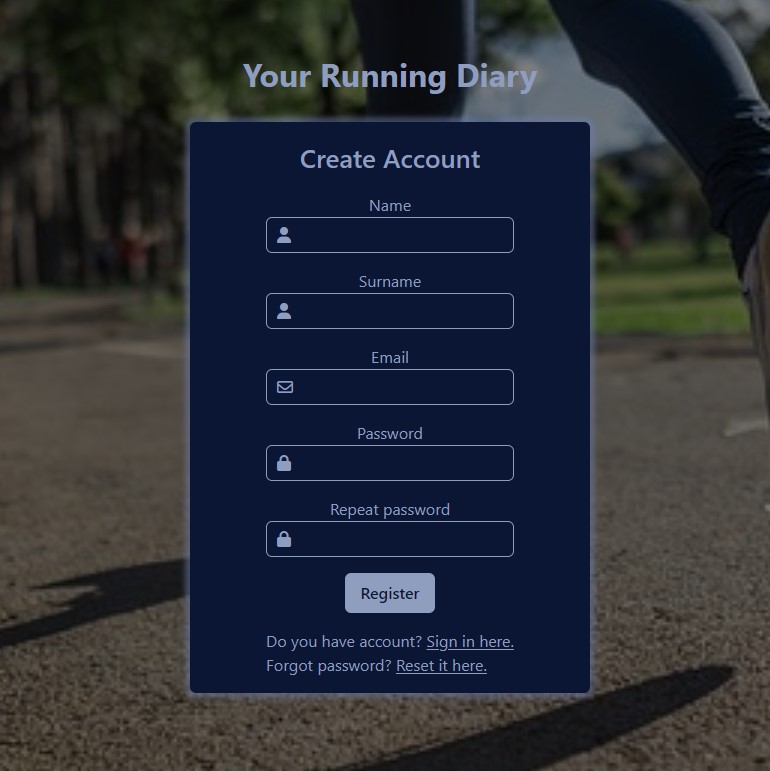 Your Running Diary
Create Account
Name
Surname
Email
Password
Repeat password
Register
Do you have account? Sign in here.
Forgot password? Reset it here.